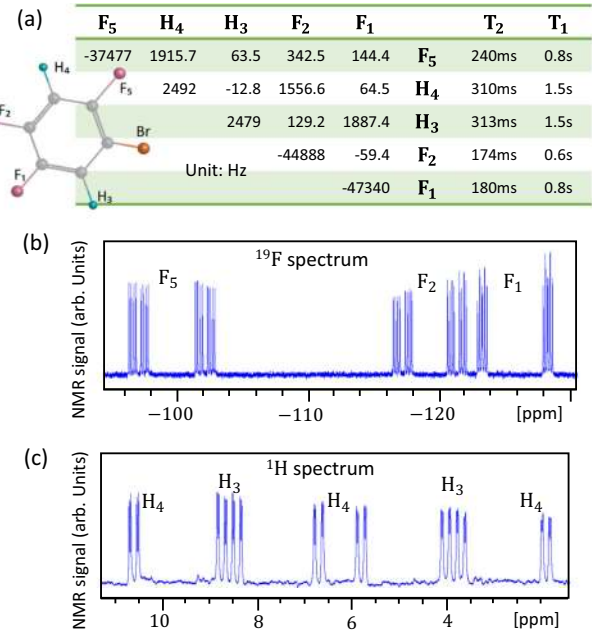 (a)
F₅ H₄ H₃ F₂ F₁ T₂ T₁
-37477 1915.7 63.5 342.5 144.4 F₅ 240ms 0.8s
2492 -12.8 1556.6 64.5 H₄ 310ms 1.5s
2479 129.2 1887.4 H₃ 313ms 1.5s
-44888 -59.4 F₂ 174ms 0.6s
-47340 F₁ 180ms 0.8s
Unit: Hz
H₄
F₅
F₂
Br
F₁
H₃
(b)
NMR signal (arb. Units)
¹⁹F spectrum
F₅ F₂ F₁
−100 −110 −120 [ppm]
(c)
NMR signal (arb. Units)
¹H spectrum
H₄ H₃ H₄ H₃ H₄
10 8 6 4 [ppm]